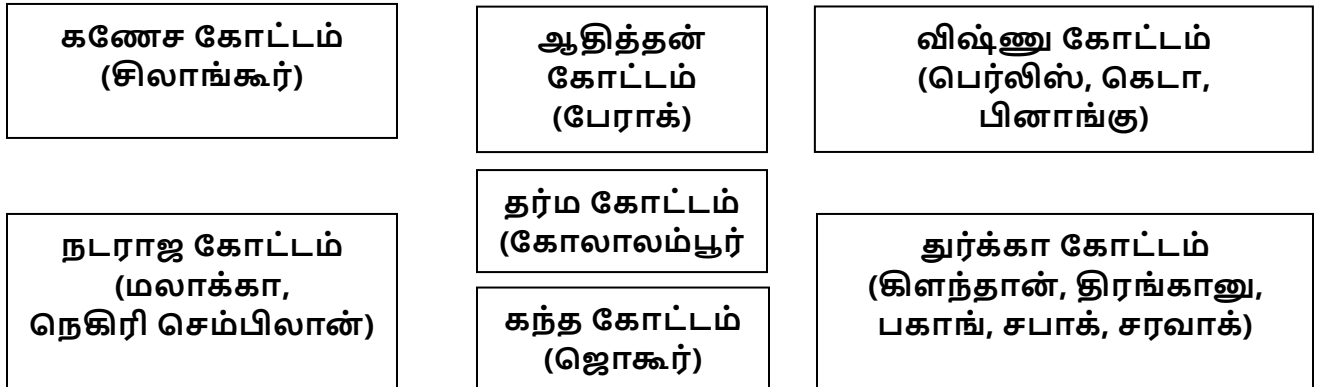 கணேச கோட்டம்
(சிலாங்கூர்)
ஆதித்தன்
கோட்டம்
(பேராக்)
விஷ்ணு கோட்டம்
(பெர்லிஸ், கெடா,
பினாங்கு)
நடராஜ கோட்டம்
(மலாக்கா,
நெகிரி செம்பிலான்)
தர்ம கோட்டம்
(கோலாலம்பூர்
கந்த கோட்டம்
(ஜொகூர்)
துர்க்கா கோட்டம்
(கிளந்தான், திரங்கானு,
பகாங், சபாக், சரவாக்)